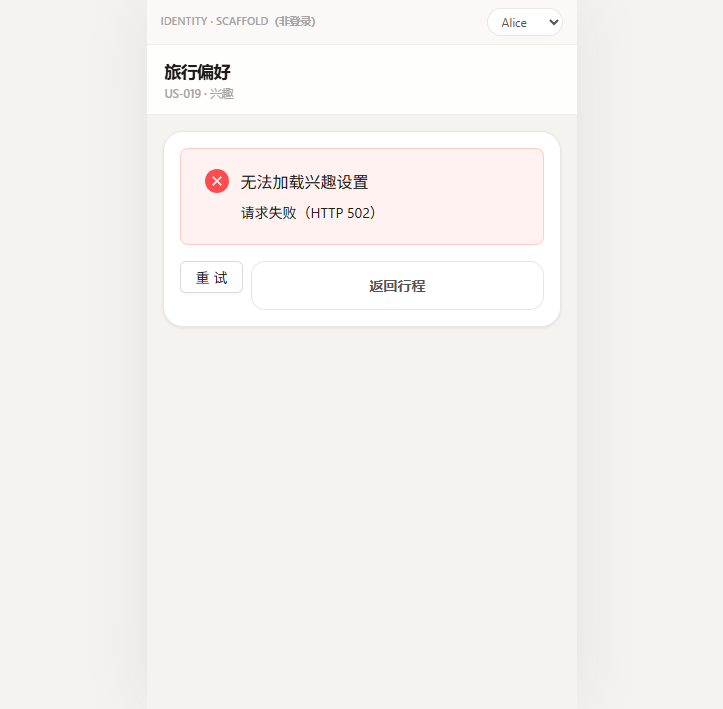 IDENTITY · SCAFFOLD（非登录）
Alice
旅行偏好
US-019 · 兴趣
无法加载兴趣设置
请求失败（HTTP 502）
重 试
返回行程